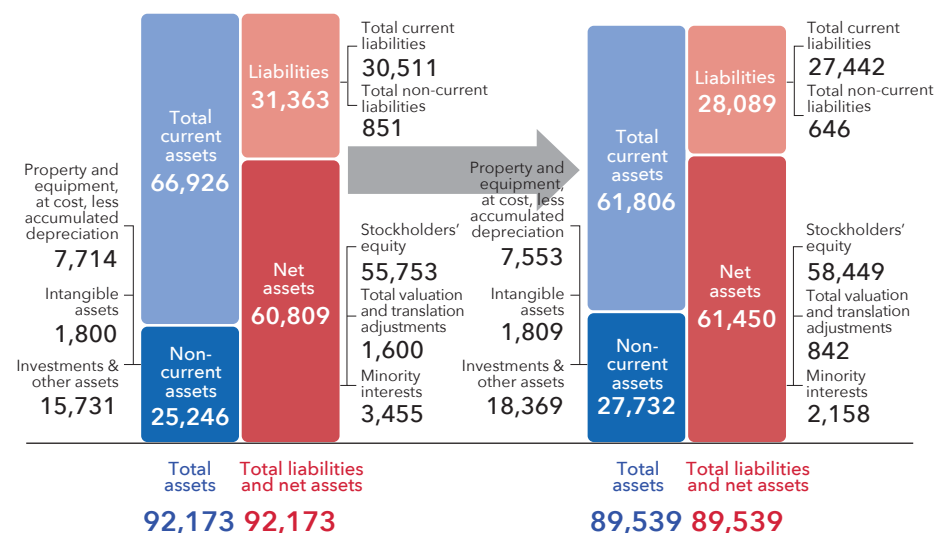 Property and
equipment,
at cost, less
accumulated
depreciation
7,714
Intangible
assets
1,800
Investments &
other assets
15,731
Total
current
assets
66,926
Non-
current
assets
25,246
Liabilities
31,363
Net
assets
60,809
Total current
liabilities
30,511
Total non-current
liabilities
851
Stockholders'
equity
55,753
Total valuation
and translation
adjustments
1,600
Minority
interests
3,455
Total
assets
92,173
Total liabilities
and net assets
92,173
Property and
equipment,
at cost, less
accumulated
depreciation
7,553
Intangible
assets
1,809
Investments &
other assets
18,369
Total
current
assets
61,806
Non-
current
assets
27,732
Liabilities
28,089
Net
assets
61,450
Total current
liabilities
27,442
Total non-current
liabilities
646
Stockholders'
equity
58,449
Total valuation
and translation
adjustments
842
Minority
interests
2,158
Total
assets
89,539
Total liabilities
and net assets
89,539